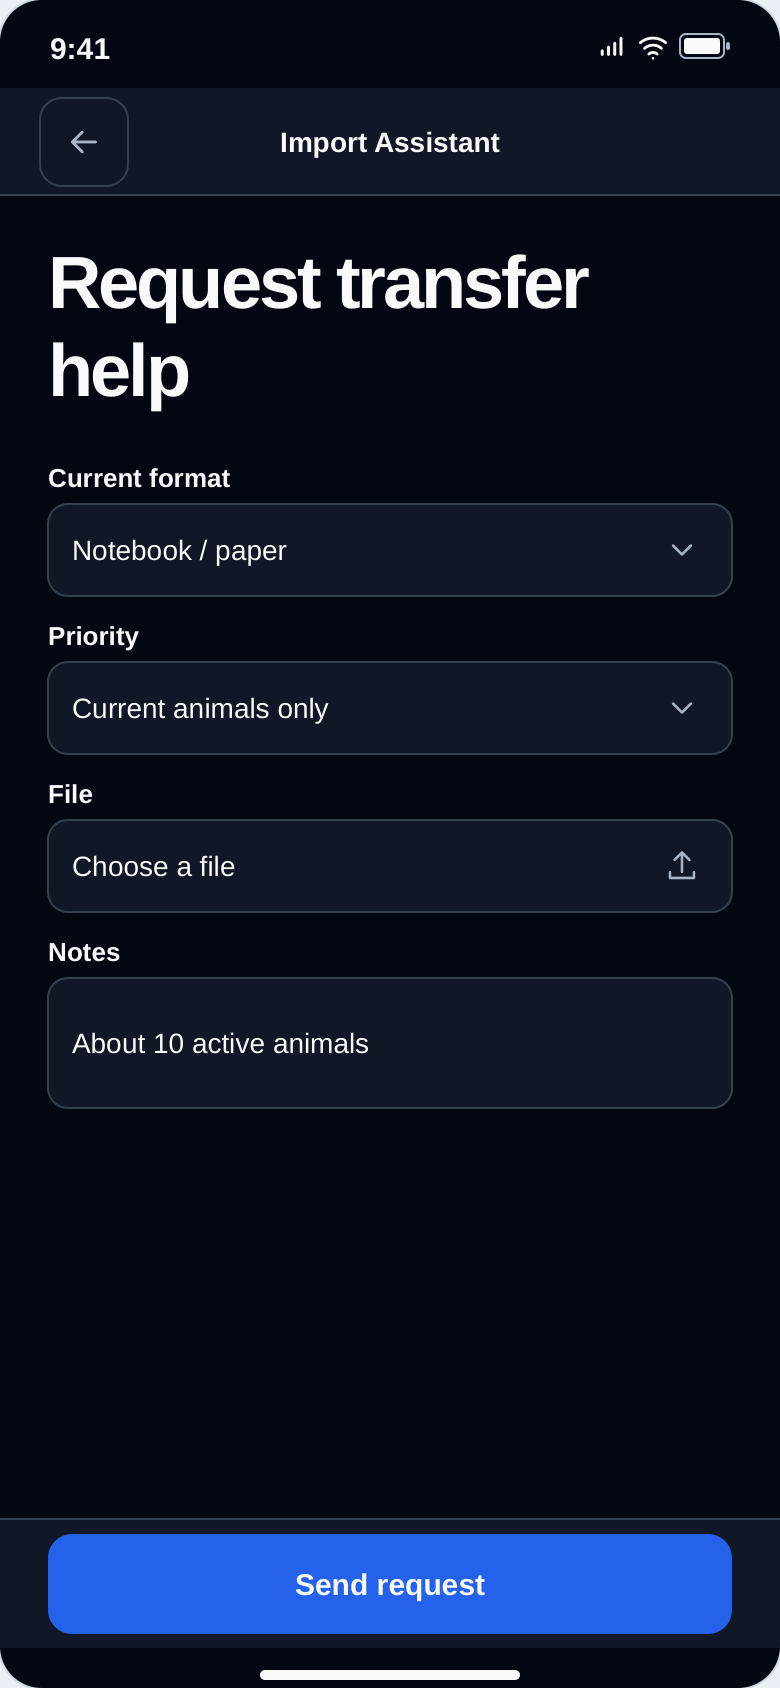 9:41
Import Assistant
Request transfer
help
Current format
Notebook / paper
Priority
Current animals only
File
Choose a file
Notes
About 10 active animals
Send request